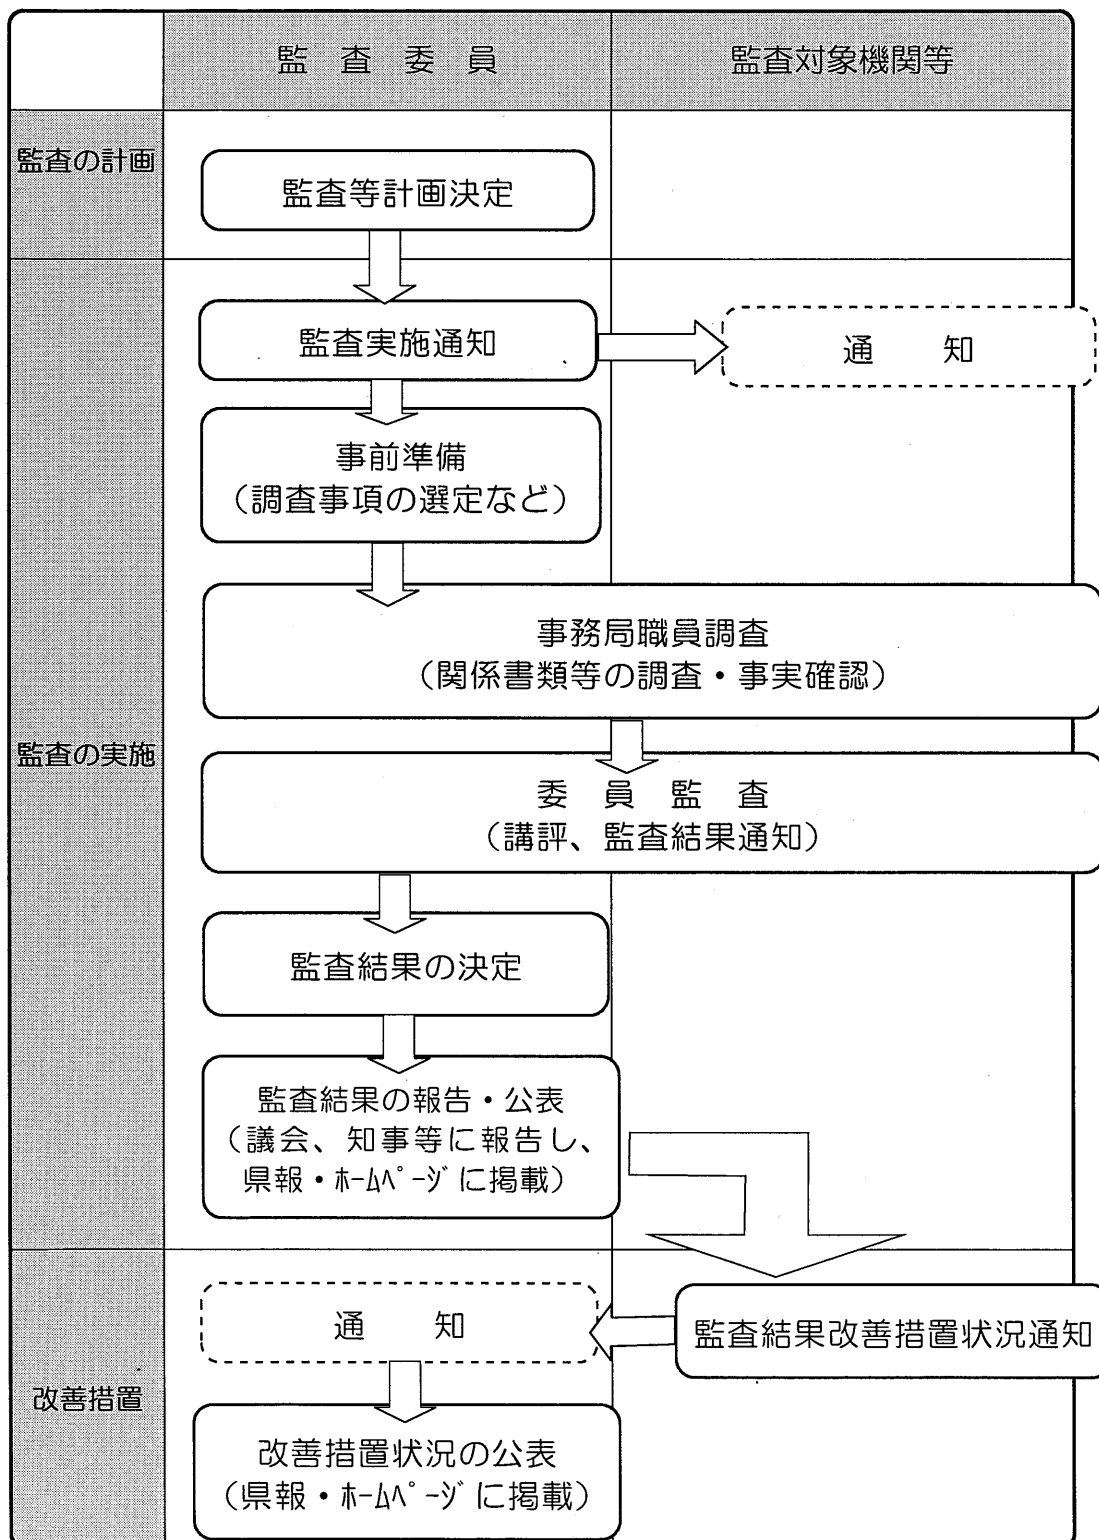 監 査 委 員
監査対象機関等
監査の計画
監査等計画決定
監査実施通知
通 知
事前準備
（調査事項の選定など）
事務局職員調査
（関係書類等の調査・事実確認）
監査の実施
委 員 監 査
（講評、監査結果通知）
監査結果の決定
監査結果の報告・公表
（議会、知事等に報告し、
県報・ﾎｰﾑﾍﾟｰｼﾞに掲載）
通 知
監査結果改善措置状況通知
改善措置
改善措置状況の公表
（県報・ﾎｰﾑﾍﾟｰｼﾞに掲載）